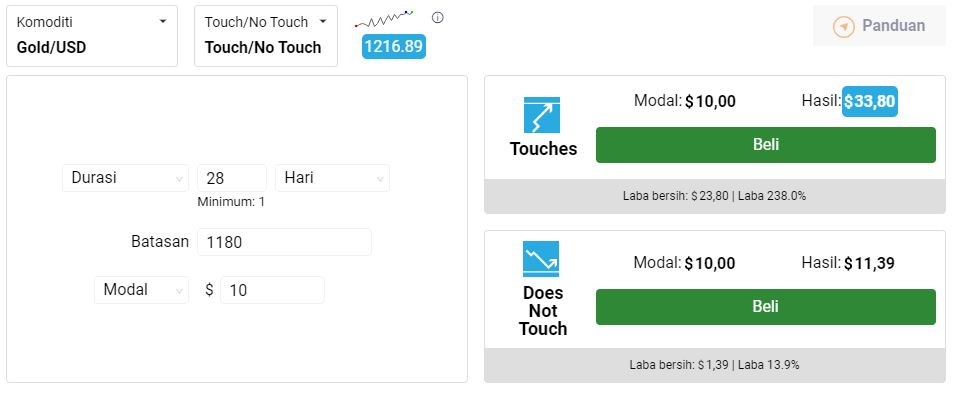 Komoditi
Gold/USD
Touch/No Touch
Touch/No Touch
1216.89
Panduan
Durasi 28 Hari
Minimum: 1
Batasan 1180
Modal $ 10
Touches
Modal: $10,00 Hasil: $33,80
Beli
Laba bersih: $23,80 | Laba 238.0%
Does
Not
Touch
Modal: $10,00 Hasil: $11,39
Beli
Laba bersih: $1,39 | Laba 13.9%